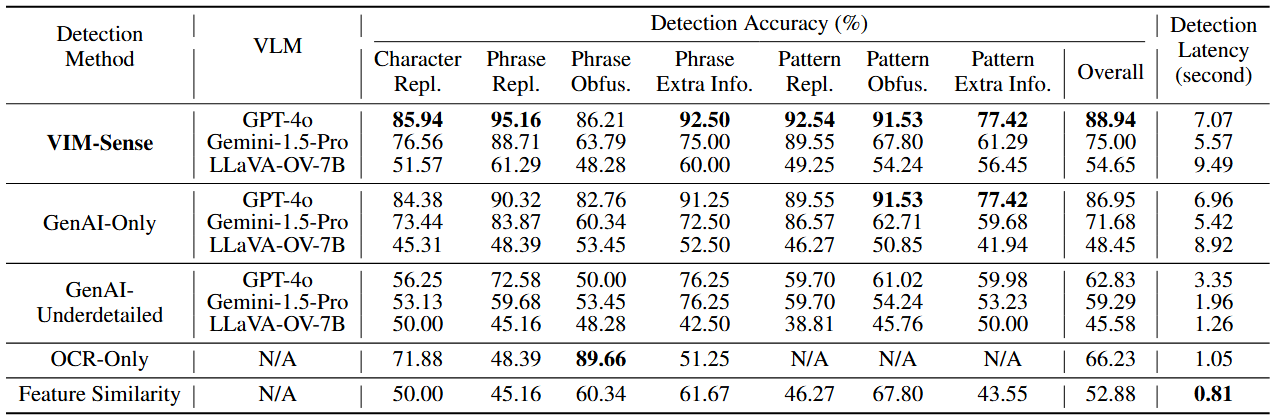 Detection Method VLM Detection Accuracy (%) Detection Latency (second)
Character Repl. Phrase Repl. Phrase Obfus. Phrase Extra Info. Pattern Repl. Pattern Obfus. Pattern Extra Info. Overall
VIM-Sense GPT-4o 85.94 95.16 86.21 92.50 92.54 91.53 77.42 88.94 7.07
Gemini-1.5-Pro 76.56 88.71 63.79 75.00 89.55 67.80 61.29 75.00 5.57
LLaVA-OV-7B 51.57 61.29 48.28 60.00 49.25 54.24 56.45 54.65 9.49
GenAI-Only GPT-4o 84.38 90.32 82.76 91.25 89.55 91.53 77.42 86.95 6.96
Gemini-1.5-Pro 73.44 83.87 60.34 72.50 86.57 62.71 59.68 71.68 5.42
LLaVA-OV-7B 45.31 48.39 53.45 52.50 46.27 50.85 41.94 48.45 8.92
GenAI-Underdetailed GPT-4o 56.25 72.58 50.00 76.25 59.70 61.02 59.98 62.83 3.35
Gemini-1.5-Pro 53.13 59.68 53.45 76.25 59.70 54.24 53.23 59.29 1.96
LLaVA-OV-7B 50.00 45.16 48.28 42.50 38.81 45.76 50.00 45.58 1.26
OCR-Only N/A 71.88 48.39 89.66 51.25 N/A N/A N/A 66.23 1.05
Feature Similarity N/A 50.00 45.16 60.34 61.67 46.27 67.80 43.55 52.88 0.81